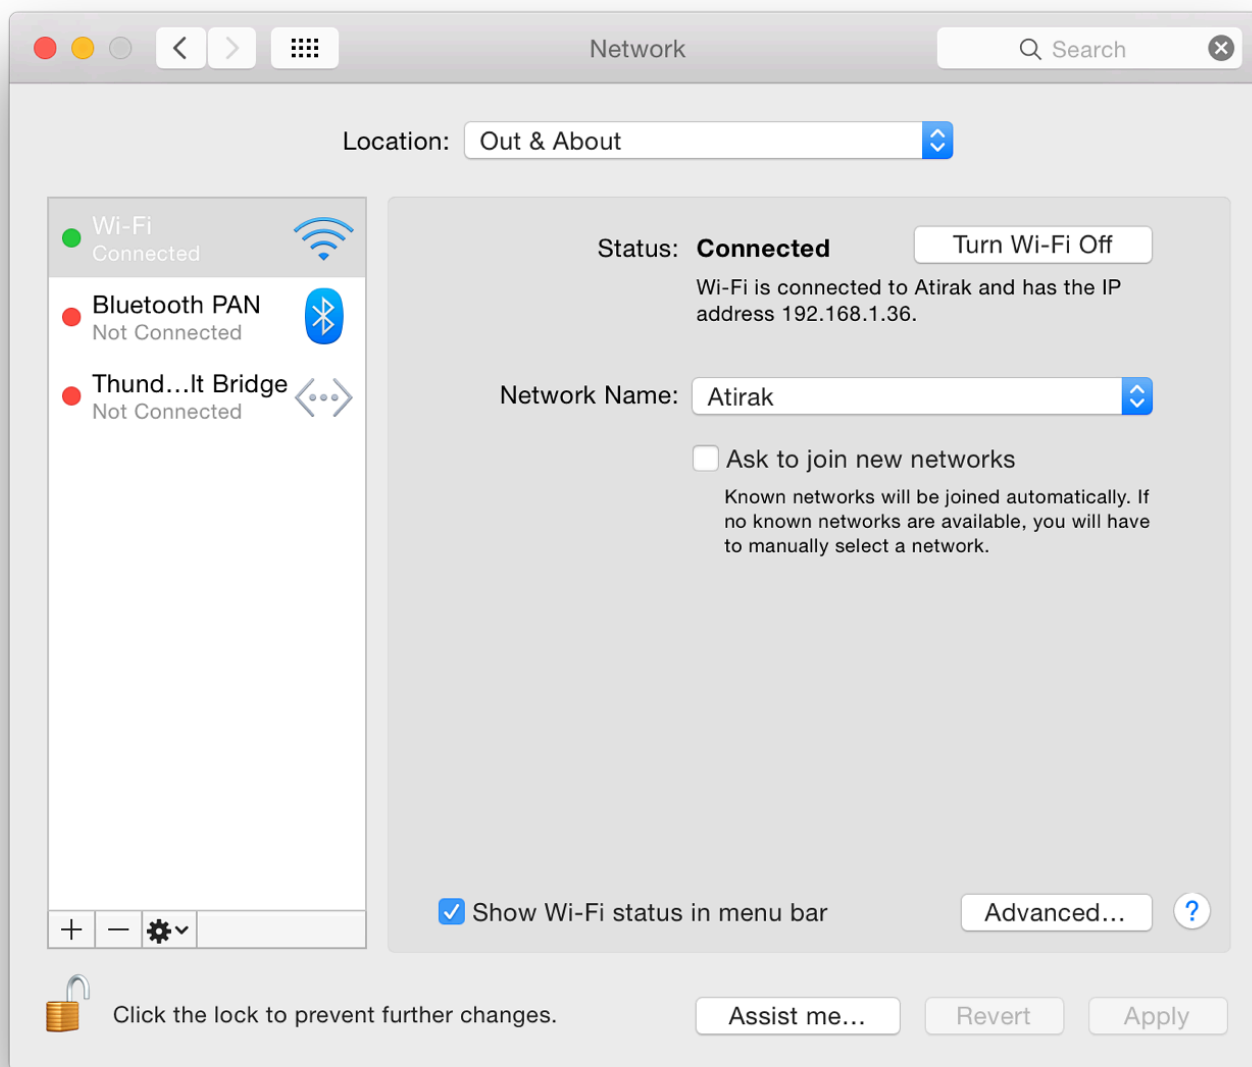 Network
Search
Location: Out & About
Wi-Fi
Connected
Bluetooth PAN
Not Connected
Thund...lt Bridge
Not Connected
Status: Connected
Turn Wi-Fi Off
Wi-Fi is connected to Atirak and has the IP
address 192.168.1.36.
Network Name: Atirak
Ask to join new networks
Known networks will be joined automatically. If
no known networks are available, you will have
to manually select a network.
Show Wi-Fi status in menu bar
Advanced...
?
Click the lock to prevent further changes.
Assist me...
Revert
Apply